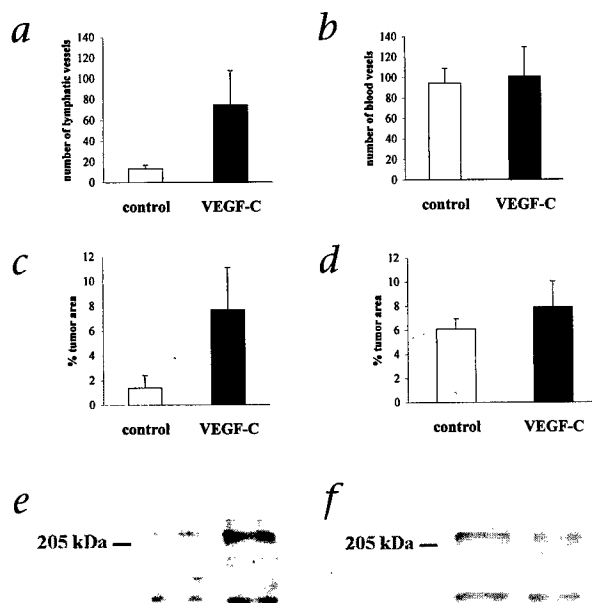 a
number of lymphatic vessels
140
120
100
80
60
40
20
0
control VEGF-C
b
number of blood vesels
140
120
100
80
60
40
20
0
control VEGF-C
c
% tumor area
12
10
8
6
4
2
0
control VEGF-C
d
% tumor area
12
10
8
6
4
2
0
control VEGF-C
e
205 kDa
f
205 kDa